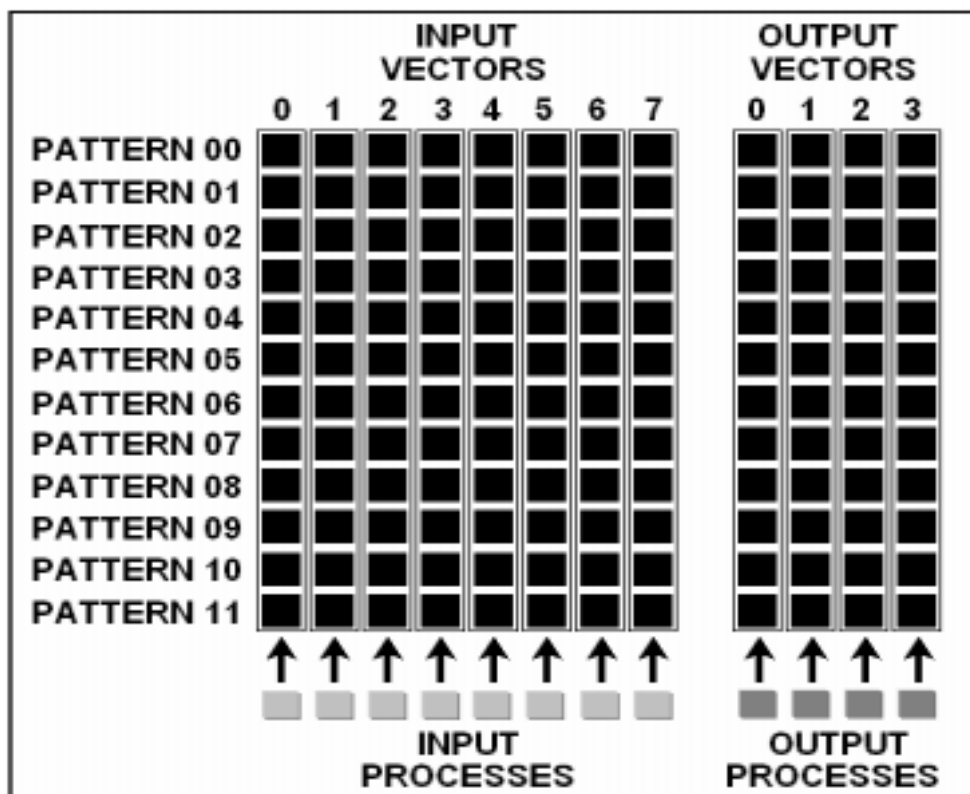 INPUT
VECTORS
OUTPUT
VECTORS
0 1 2 3 4 5 6 7
0 1 2 3
PATTERN 00
PATTERN 01
PATTERN 02
PATTERN 03
PATTERN 04
PATTERN 05
PATTERN 06
PATTERN 07
PATTERN 08
PATTERN 09
PATTERN 10
PATTERN 11
INPUT
PROCESSES
OUTPUT
PROCESSES